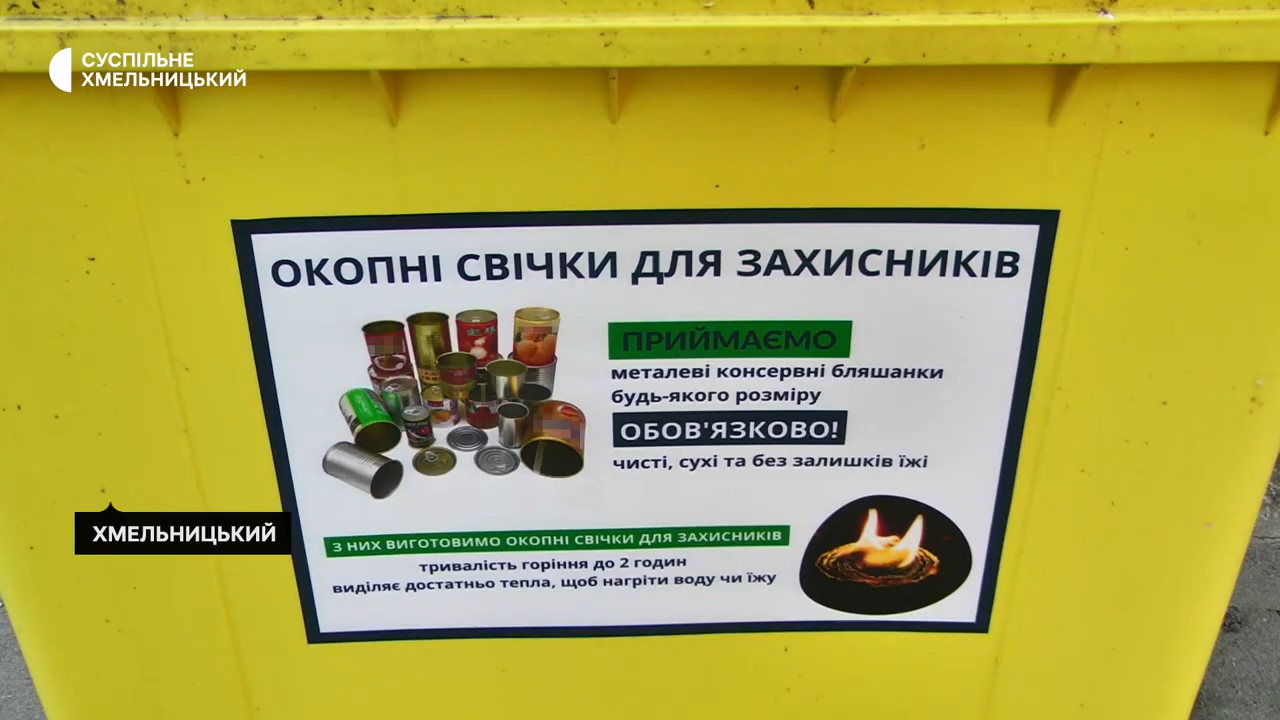 СУСПІЛЬНЕ
ХМЕЛЬНИЦЬКИЙ
ОКОПНІ СВІЧКИ ДЛЯ ЗАХИСНИКІВ
ПРИЙМАЄМО
металеві консервні бляшанки
будь-якого розміру
ОБОВ'ЯЗКОВО!
чисті, сухі та без залишків їжі
ХМЕЛЬНИЦЬКИЙ
З НИХ ВИГОТОВИМО ОКОПНІ СВІЧКИ ДЛЯ ЗАХИСНИКІВ
тривалість горіння до 2 годин
виділяє достатньо тепла, щоб нагріти воду чи їжу